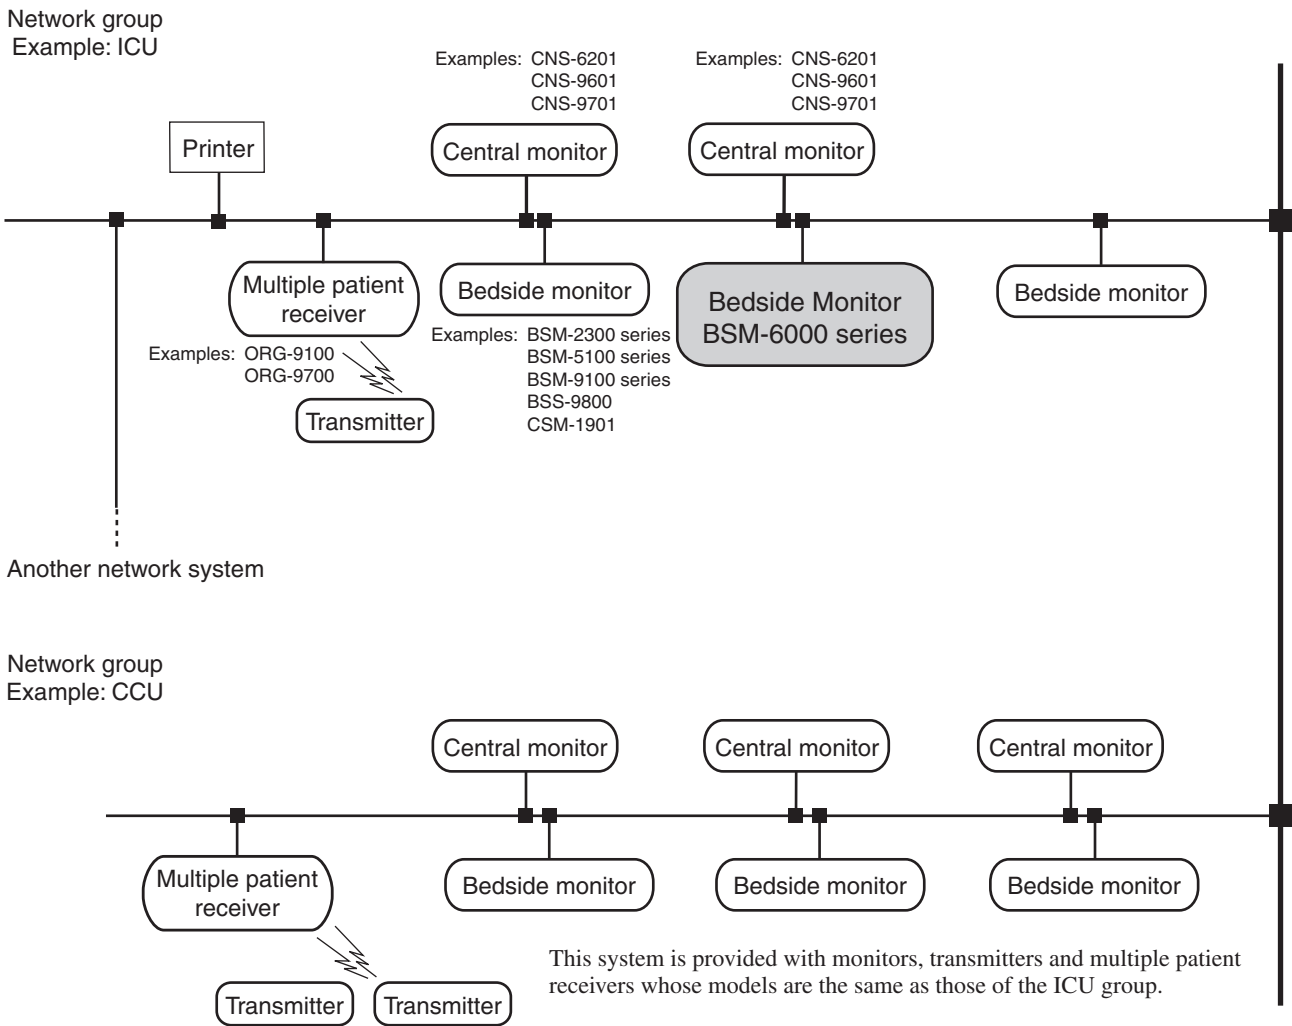 Network group
Example: ICU
Examples: CNS-6201
CNS-9601
CNS-9701
Examples: CNS-6201
CNS-9601
CNS-9701
Printer
Central monitor
Central monitor
Multiple patient
receiver
Bedside monitor
Bedside Monitor
BSM-6000 series
Bedside monitor
Examples: ORG-9100
ORG-9700
Examples: BSM-2300 series
BSM-5100 series
BSM-9100 series
BSS-9800
CSM-1901
Transmitter
Another network system
Network group
Example: CCU
Central monitor
Central monitor
Central monitor
Multiple patient
receiver
Bedside monitor
Bedside monitor
Bedside monitor
Transmitter
Transmitter
This system is provided with monitors, transmitters and multiple patient
receivers whose models are the same as those of the ICU group.